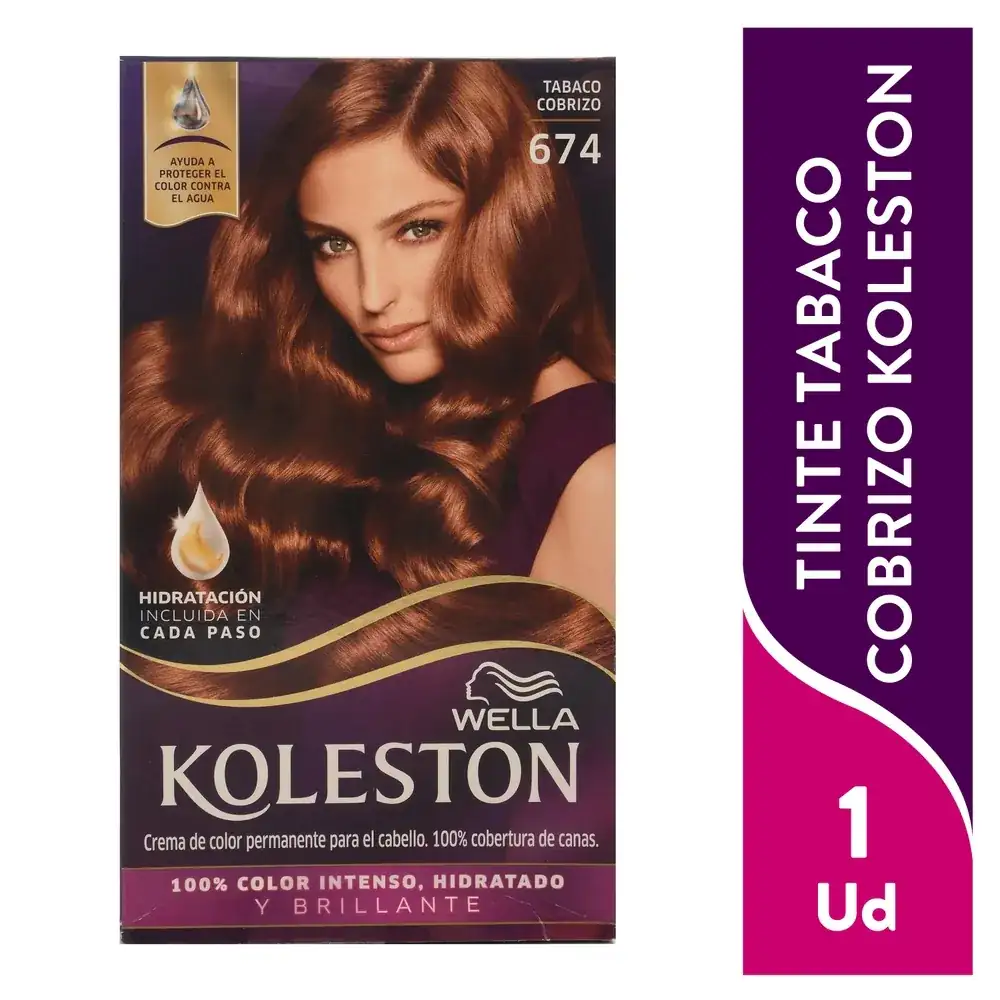 AYUDA A
PROTEGER EL
COLOR CONTRA
EL AGUA
TABACO
COBRIZO
674
HIDRATACIÓN
INCLUIDA EN
CADA PASO
WELLA
KOLESTON
Crema de color permanente para el cabello. 100% cobertura de canas.
100% COLOR INTENSO, HIDRATADO
Y BRILLANTE
TINTE TABACO
COBRIZO KOLESTON
1
Ud